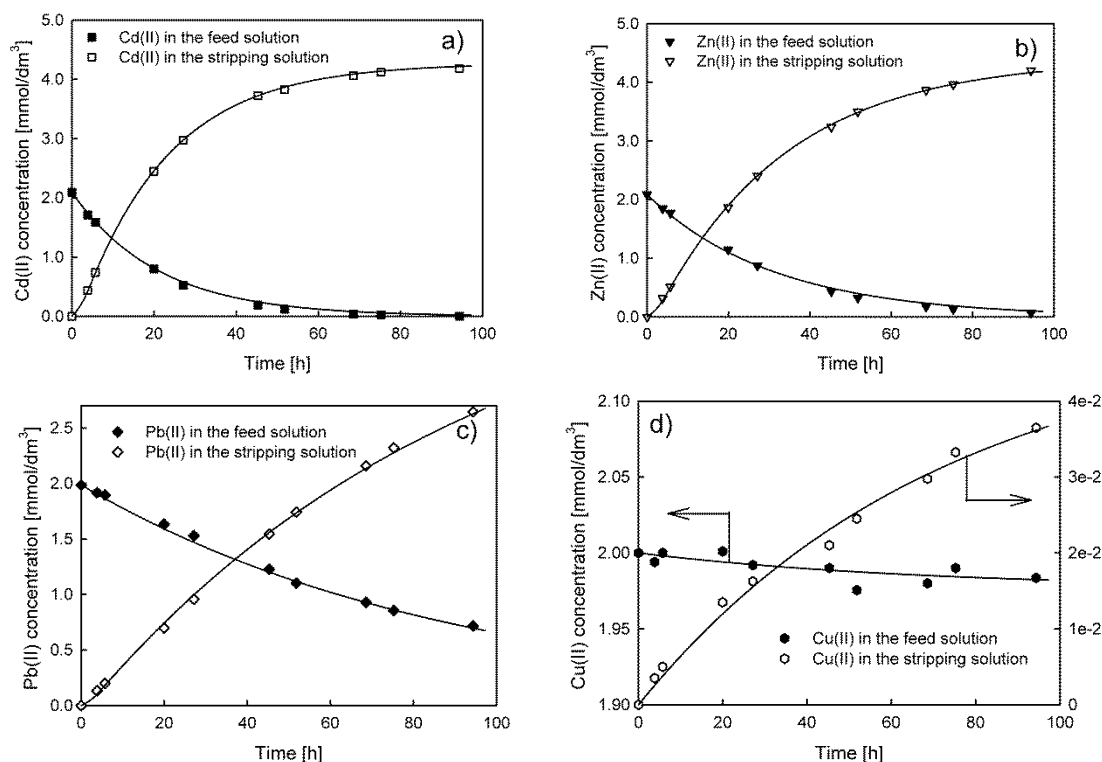 5.0
4.0
3.0
2.0
1.0
0.0
Cd(II) concentration [mmol/dm³]
Cd(II) in the feed solution
Cd(II) in the stripping solution
a)
0 20 40 60 80 100
Time [h]
5.0
4.0
3.0
2.0
1.0
0.0
Zn(II) concentration [mmol/dm³]
Zn(II) in the feed solution
Zn(II) in the stripping solution
b)
0 20 40 60 80 100
Time [h]
2.5
2.0
1.5
1.0
0.5
0.0
Pb(II) concentration [mmol/dm³]
Pb(II) in the feed solution
Pb(II) in the stripping solution
c)
0 20 40 60 80 100
Time [h]
2.10
2.05
2.00
1.95
1.90
Cu(II) concentration [mmol/dm³]
d)
4e-2
3e-2
2e-2
1e-2
0
Cu(II) in the feed solution
Cu(II) in the stripping solution
0 20 40 60 80 100
Time [h]